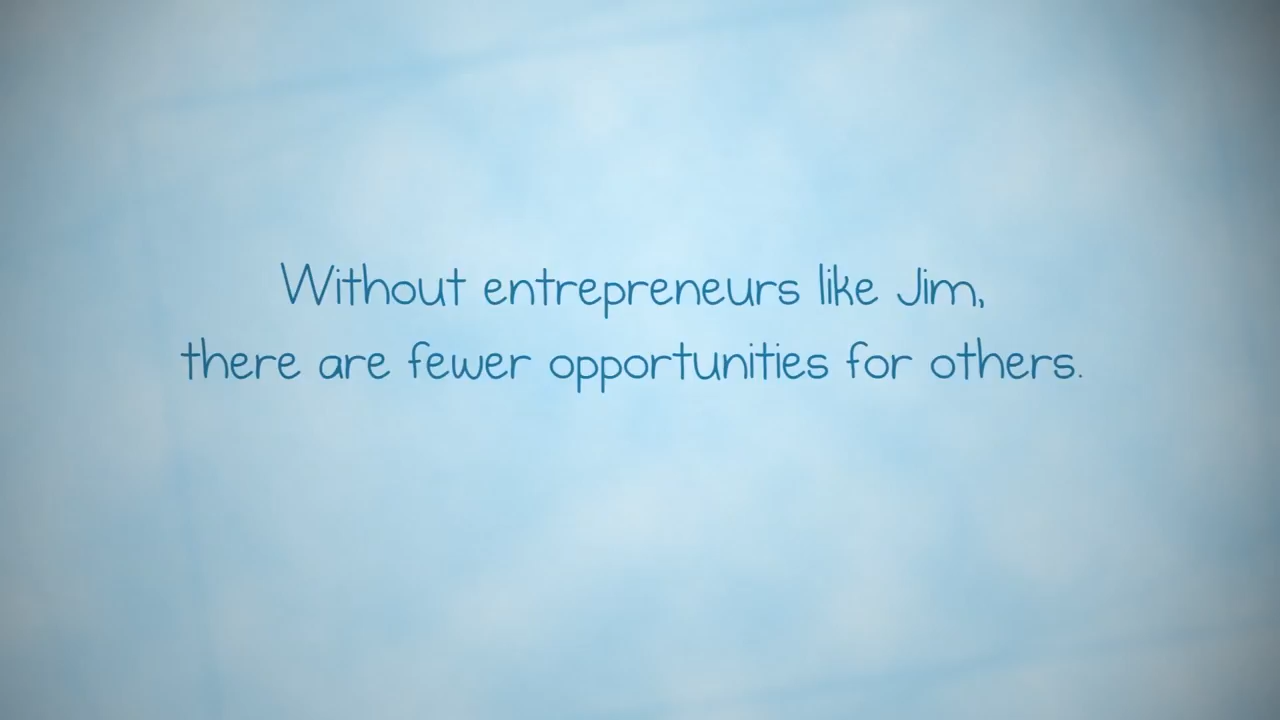 Without entrepreneurs like Jim,
there are fewer opportunities for others.